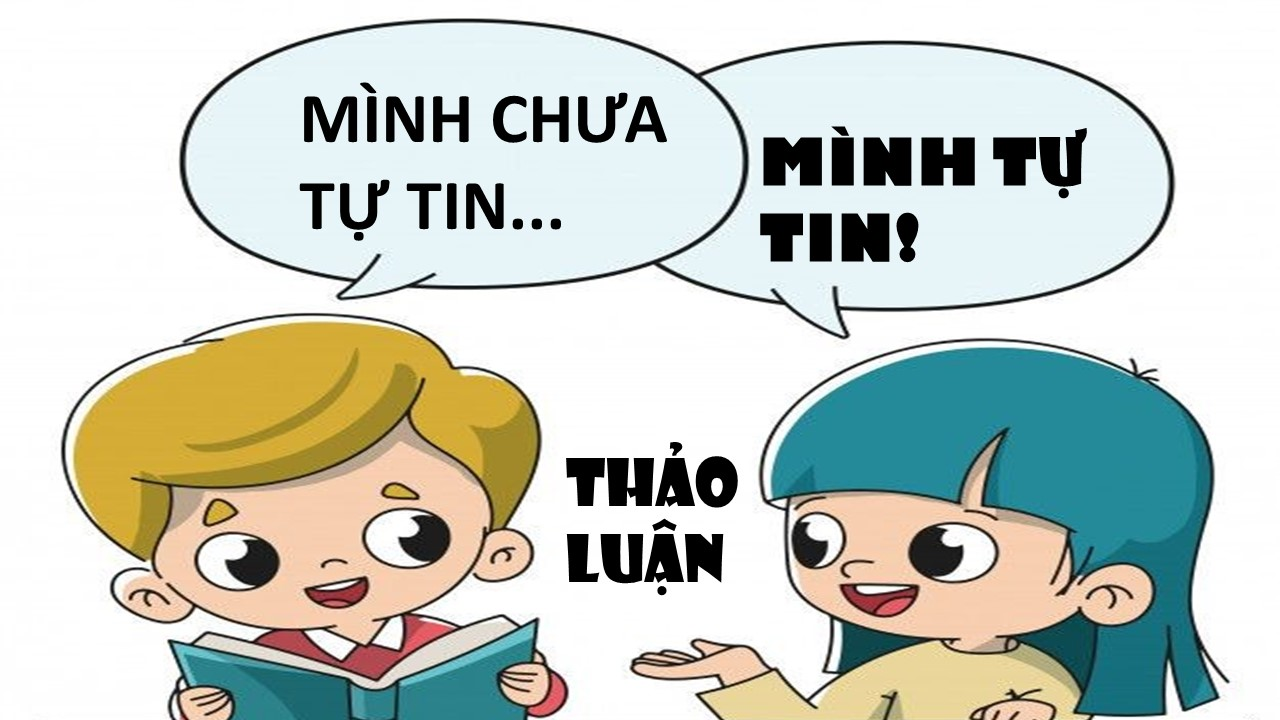 MÌNH CHƯA
TỰ TIN...
MÌNH TỰ
TIN!
THẢO
LUẬN